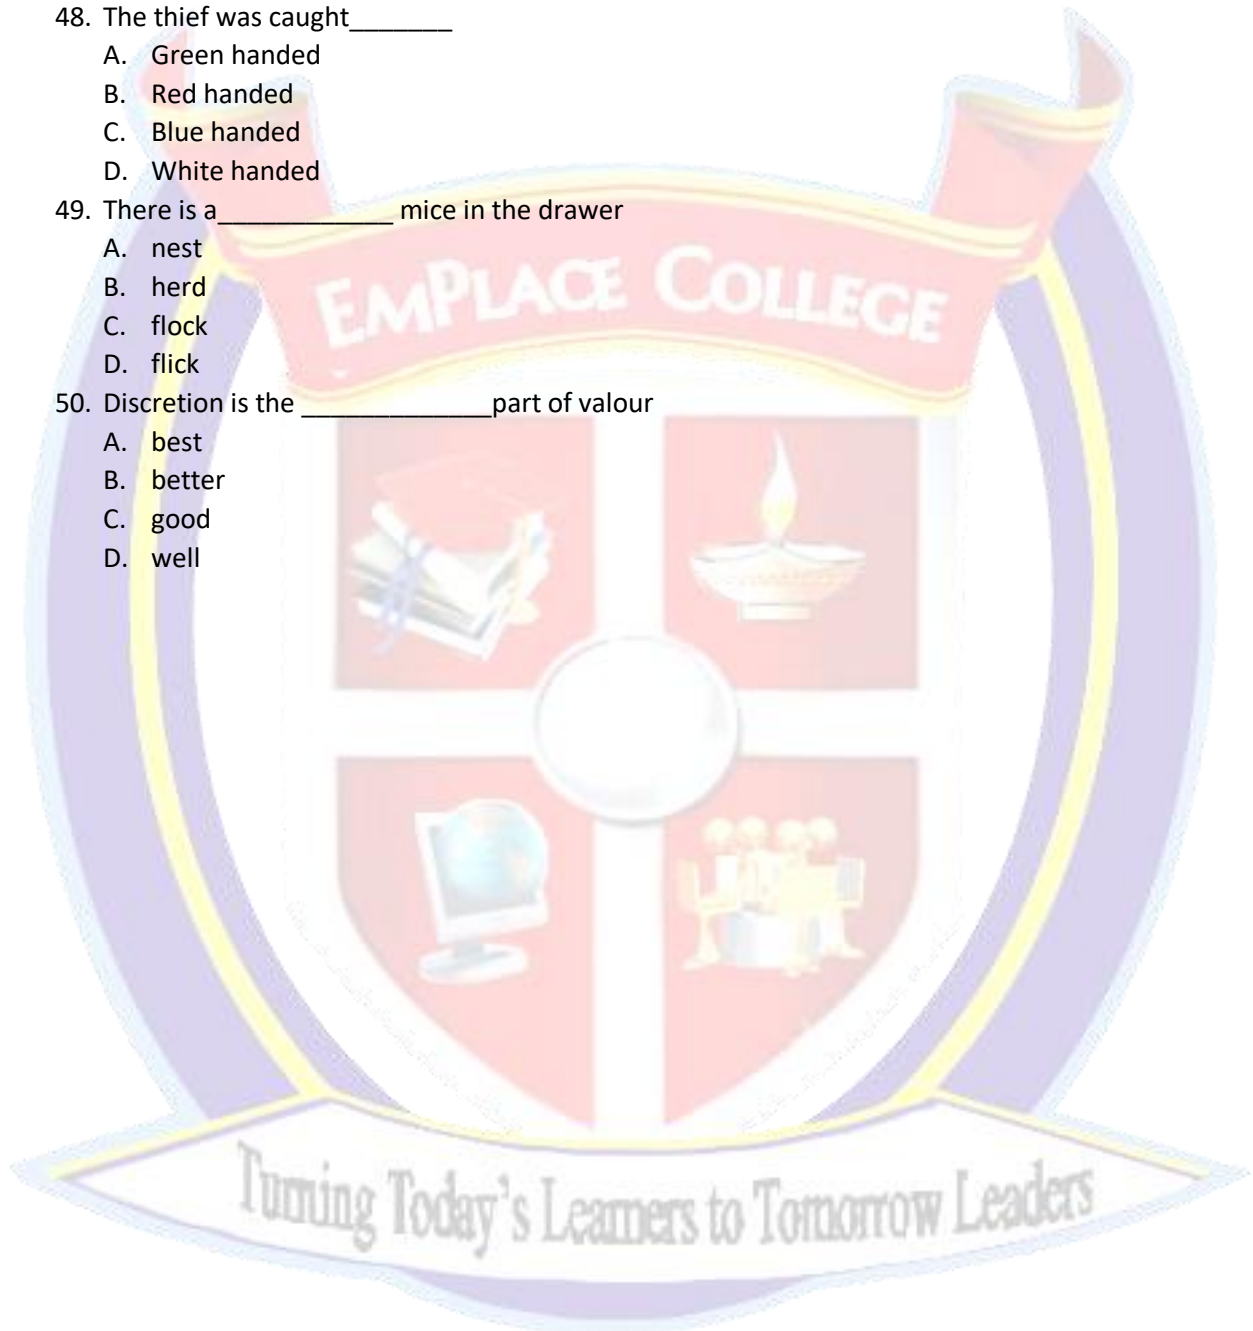 48. The thief was caught_______
A. Green handed
B. Red handed
C. Blue handed
D. White handed
49. There is a____________ mice in the drawer
A. nest
B. herd
C. flock
D. flick
50. Discretion is the _____________part of valour
A. best
B. better
C. good
D. well
EMPLACE COLLEGE
Turning Today's Learners to Tomorrow Leaders